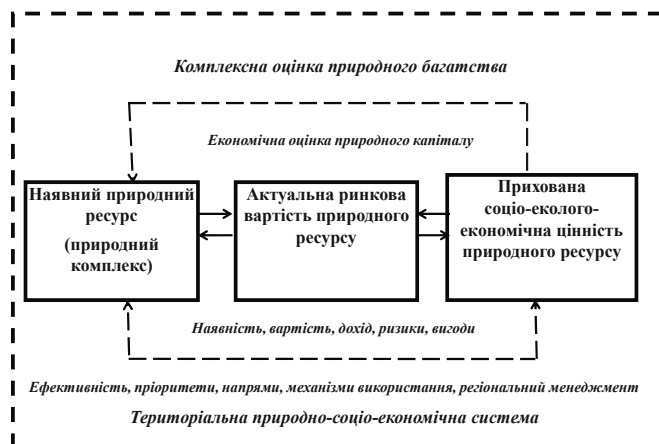 Комплексна оцінка природного багатства
Економічна оцінка природного капіталу
Наявний природний
ресурс
(природний
комплекс)
Актуальна ринкова
вартість природного
ресурсу
Прихована
соціо-еколого-
економічна цінність
природного ресурсу
Наявність, вартість, дохід, ризики, вигоди
Ефективність, пріоритети, напрями, механізми використання, регіональний менеджмент
Територіальна природно-соціо-економічна система